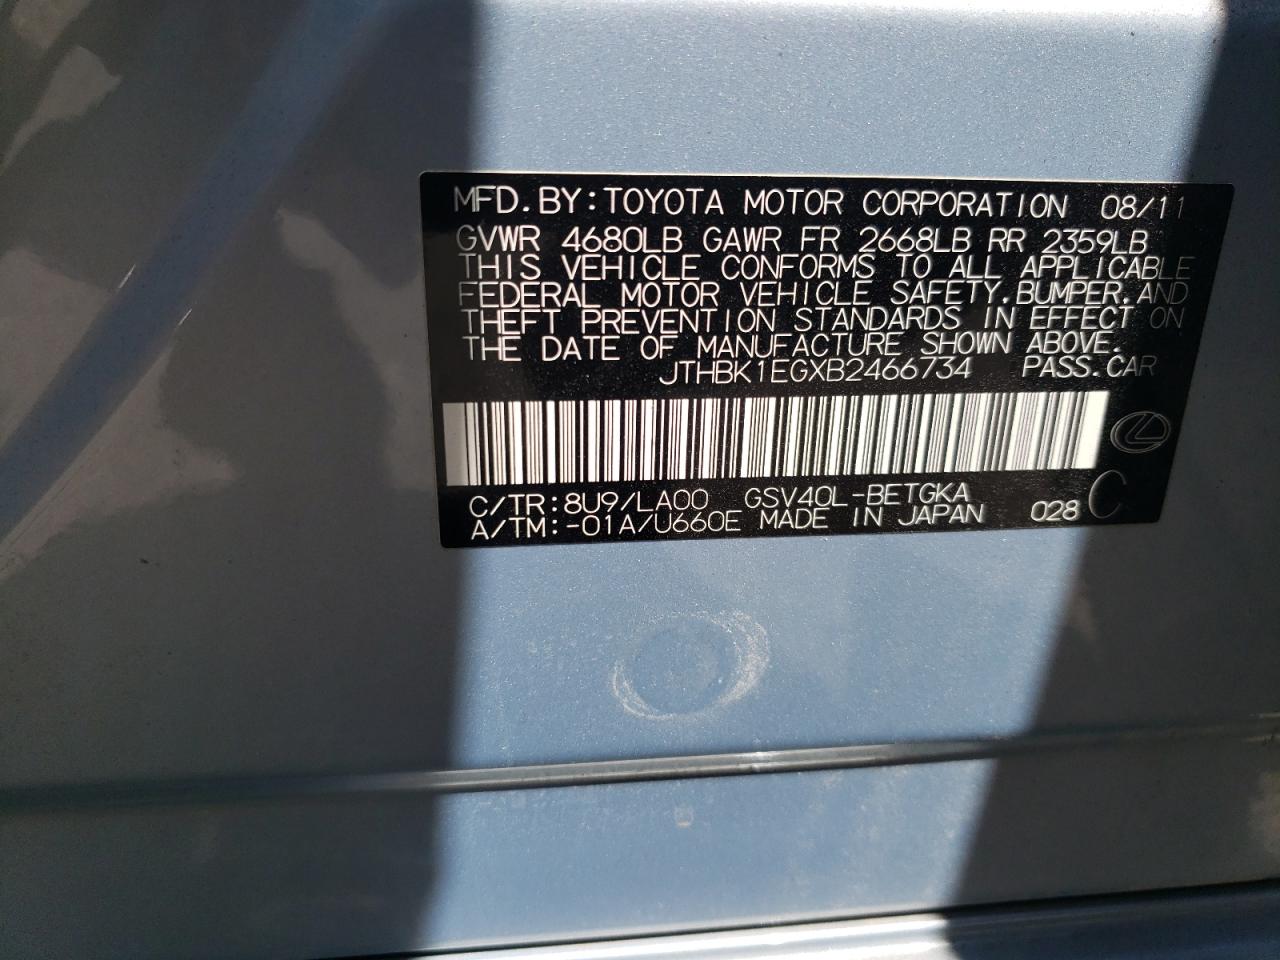 MFD. BY: TOYOTA MOTOR CORPORATION 08/11
GVWR 4680LB GAWR FR 2668LB RR 2359LB
THIS VEHICLE CONFORMS TO ALL APPLICABLE
FEDERAL MOTOR VEHICLE SAFETY, BUMPER, AND
THEFT PREVENTION STANDARDS IN EFFECT ON
THE DATE OF MANUFACTURE SHOWN ABOVE.
JTHBK1EGXB2466734 PASS. CAR
C/TR: 8U9/LA00 GSV40L-BETGKA
A/TM: -01A/U660E MADE IN JAPAN 028 C